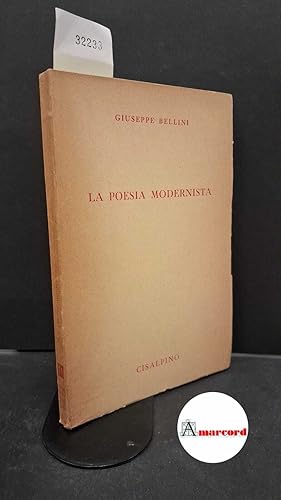 32233
GIUSEPPE BELLINI
LA POESIA MODERNISTA
CISALPINO
Amarcord